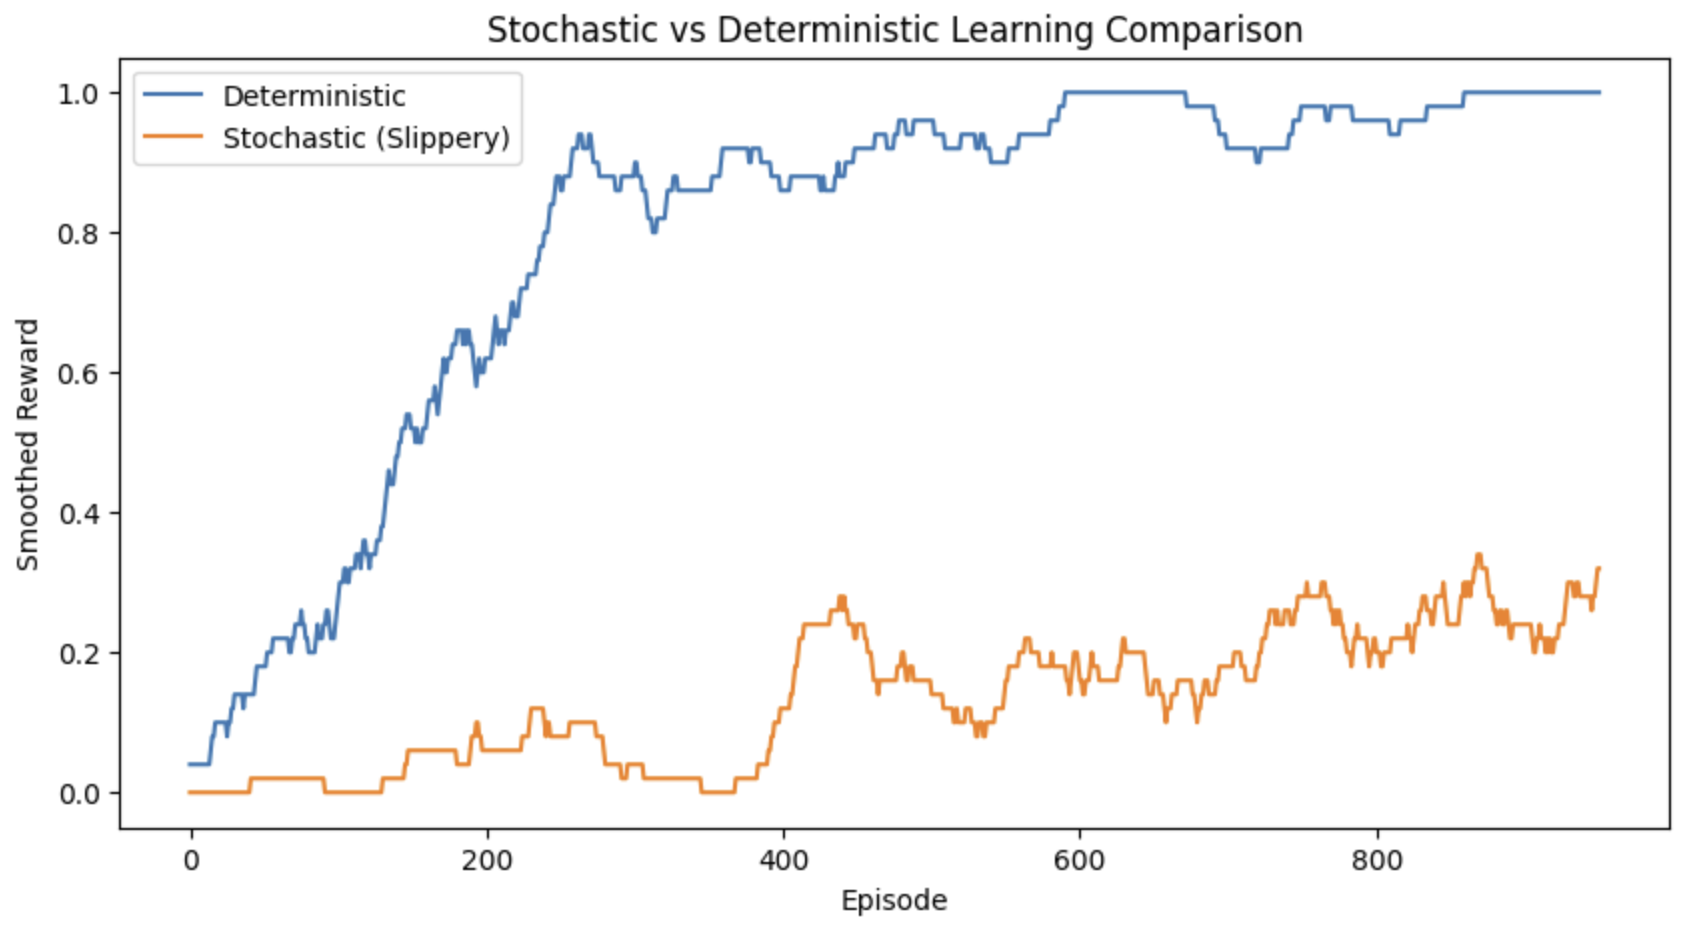 Stochastic vs Deterministic Learning Comparison
Deterministic
Stochastic (Slippery)
Smoothed Reward
1.0
0.8
0.6
0.4
0.2
0.0
0
200
400
600
800
Episode